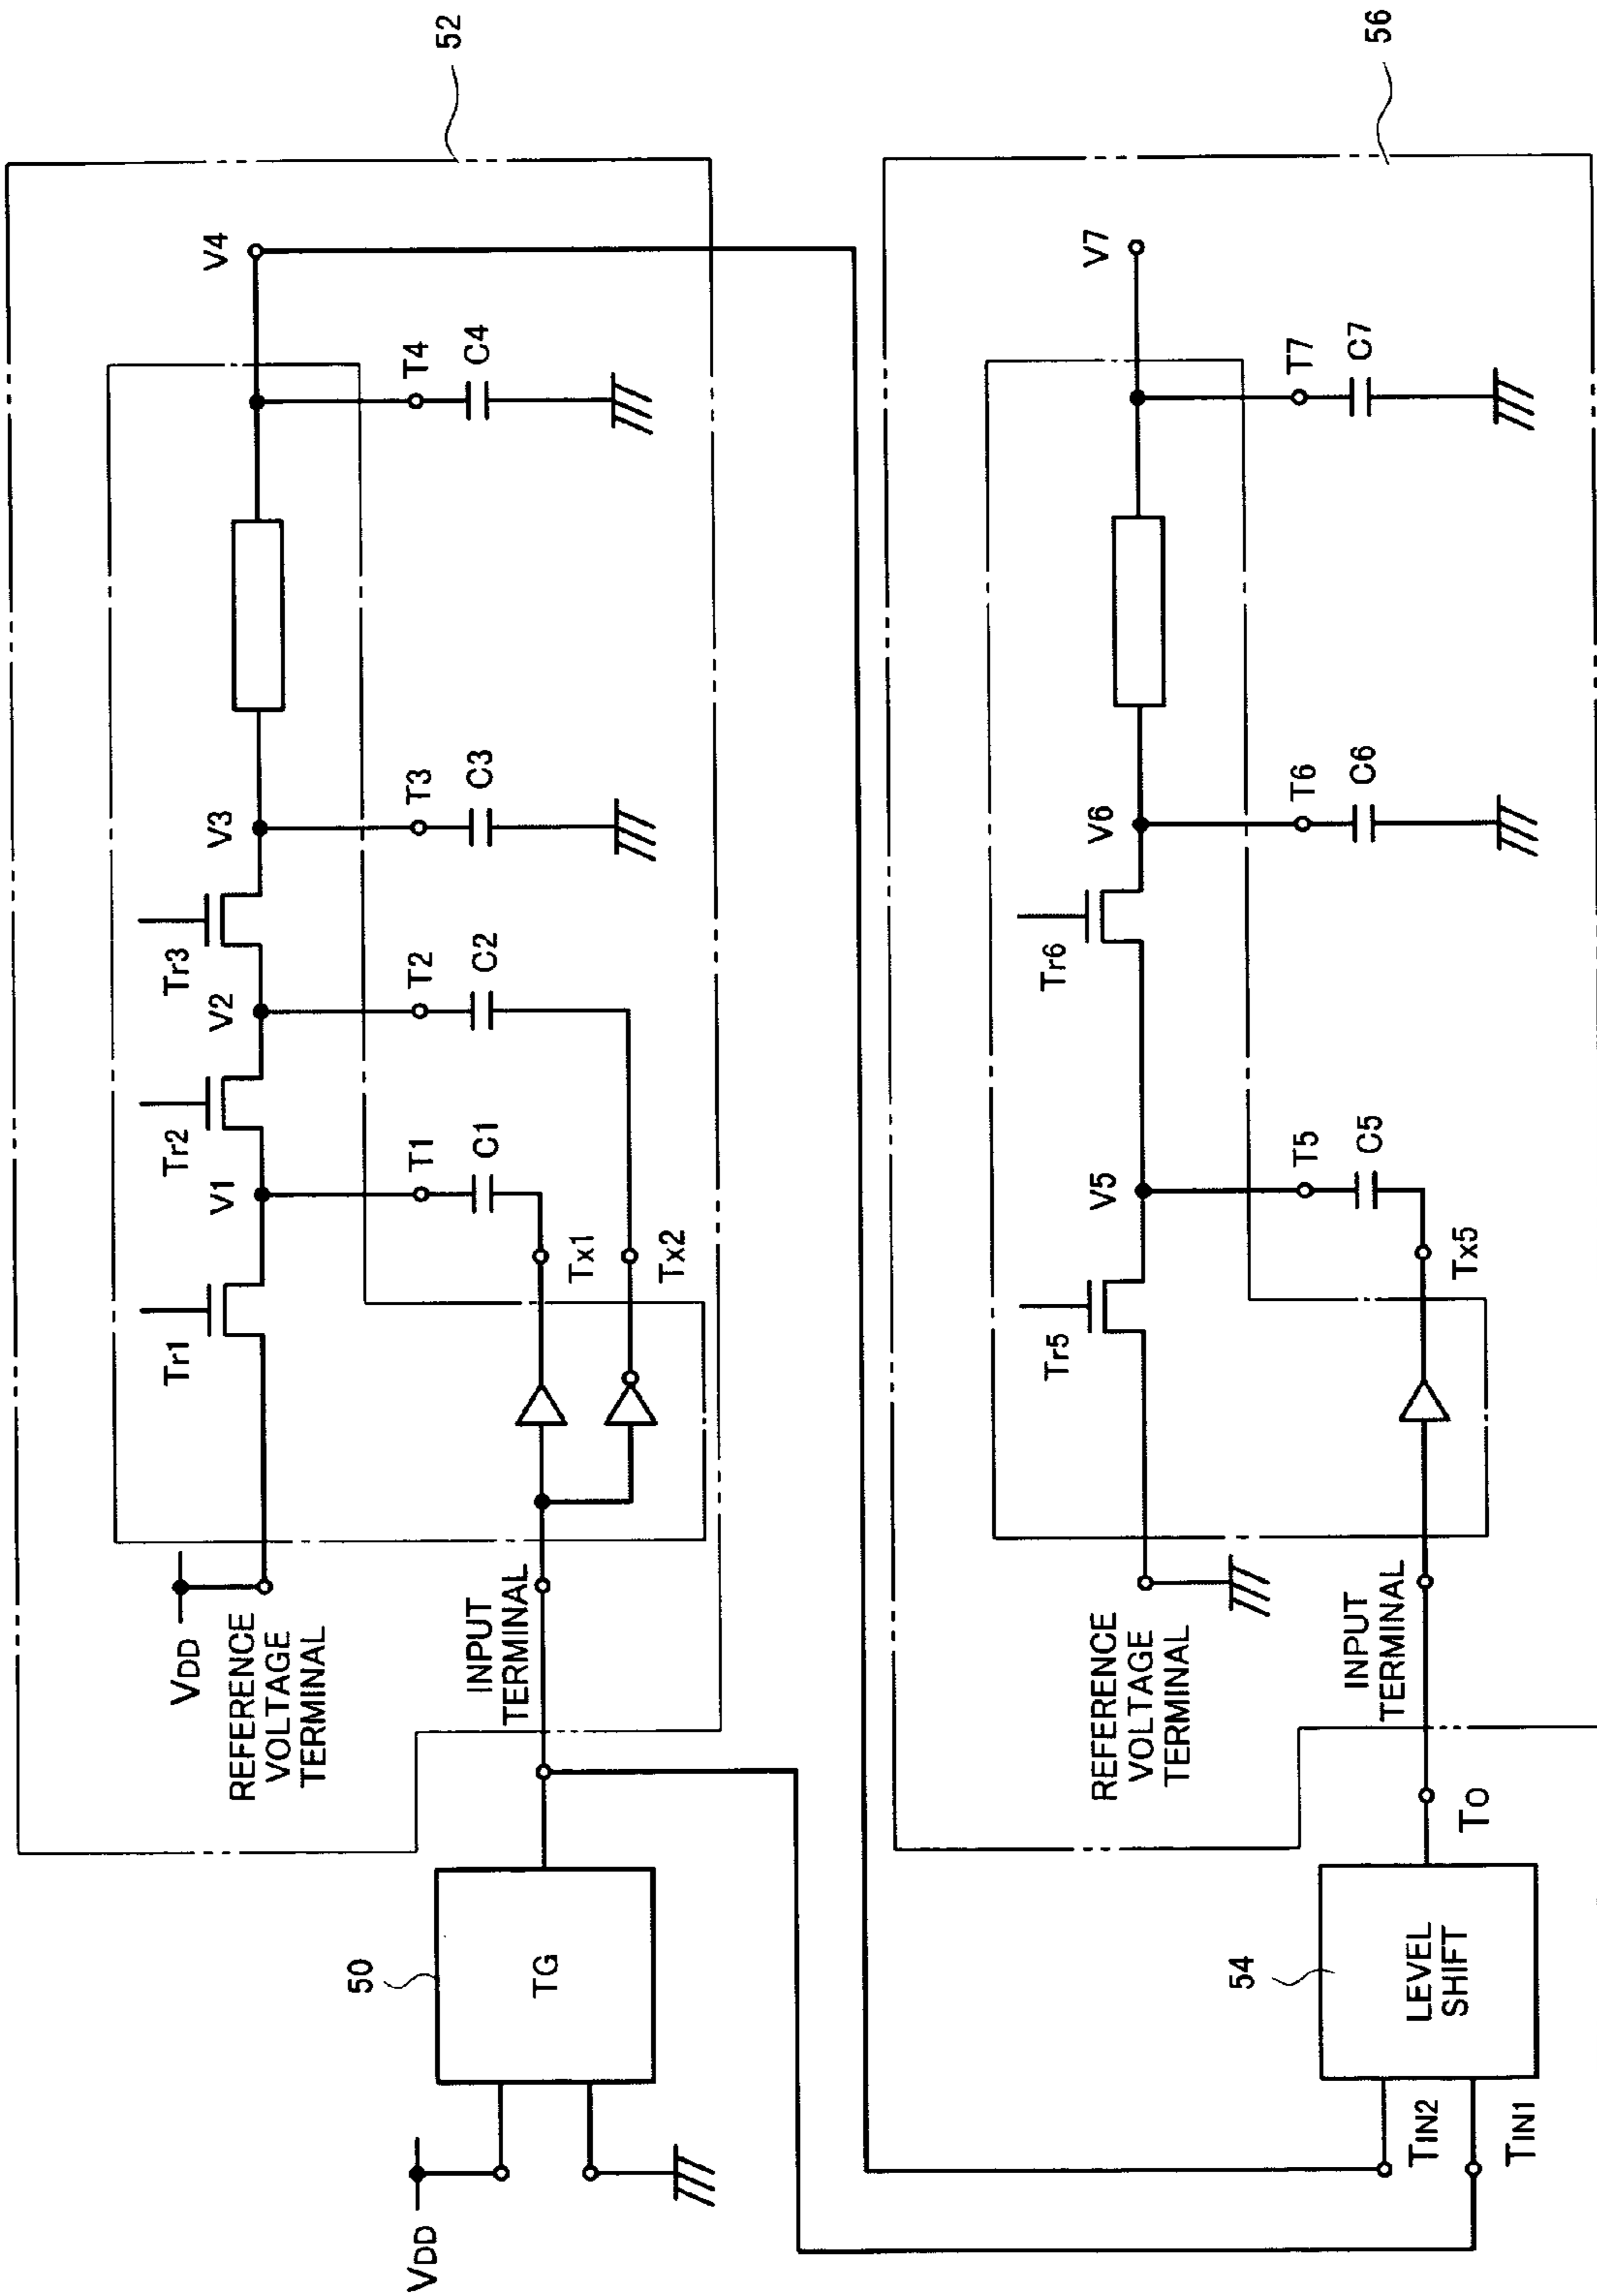 52
V4
T4
C4
V3
T3
C3
Tr3
V2
T2
C2
Tr2
V1
T1
C1
Tr1
Tx1
Tx2
VDD
REFERENCE
VOLTAGE
TERMINAL
INPUT
TERMINAL
50
TG
VDD
56
V7
T7
C7
V6
T6
C6
Tr6
V5
T5
C5
Tr5
Tx5
REFERENCE
VOLTAGE
TERMINAL
INPUT
TERMINAL
TO
54
LEVEL
SHIFT
TIN2
TIN1